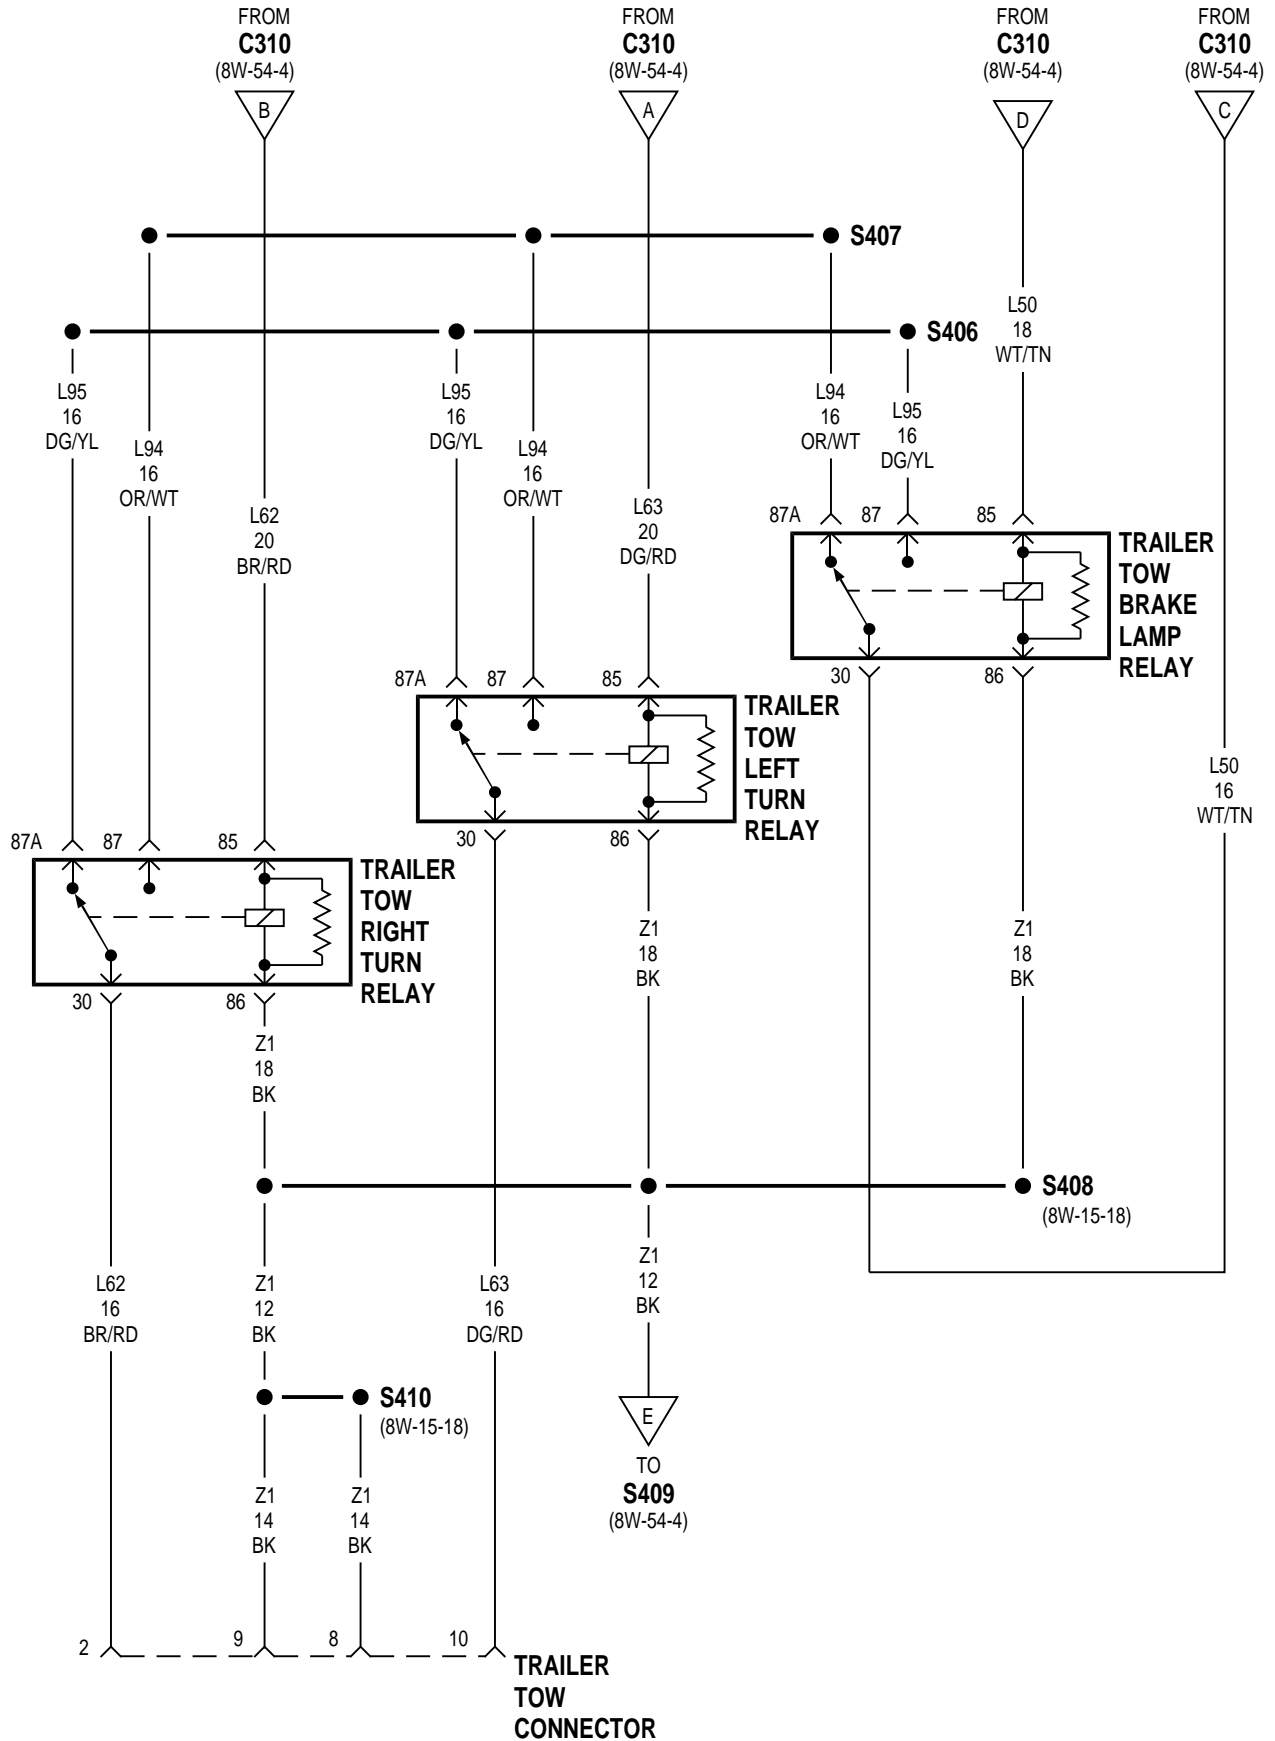 FROM
C310
(8W-54-4)
B
FROM
C310
(8W-54-4)
A
FROM
C310
(8W-54-4)
D
FROM
C310
(8W-54-4)
C
S407
S406
L95
16
DG/YL
L94
16
OR/WT
L62
20
BR/RD
L95
16
DG/YL
L94
16
OR/WT
L63
20
DG/RD
L94
16
OR/WT
L95
16
DG/YL
L50
18
WT/TN
87A
87
85
TRAILER
TOW
BRAKE
LAMP
RELAY
30
86
87A
87
85
TRAILER
TOW
LEFT
TURN
RELAY
30
86
L50
16
WT/TN
87A
87
85
TRAILER
TOW
RIGHT
TURN
RELAY
30
86
Z1
18
BK
Z1
18
BK
Z1
18
BK
S408
(8W-15-18)
L62
16
BR/RD
Z1
12
BK
L63
16
DG/RD
Z1
12
BK
S410
(8W-15-18)
E
TO
S409
(8W-54-4)
Z1
14
BK
Z1
14
BK
2
9
8
10
TRAILER
TOW
CONNECTOR